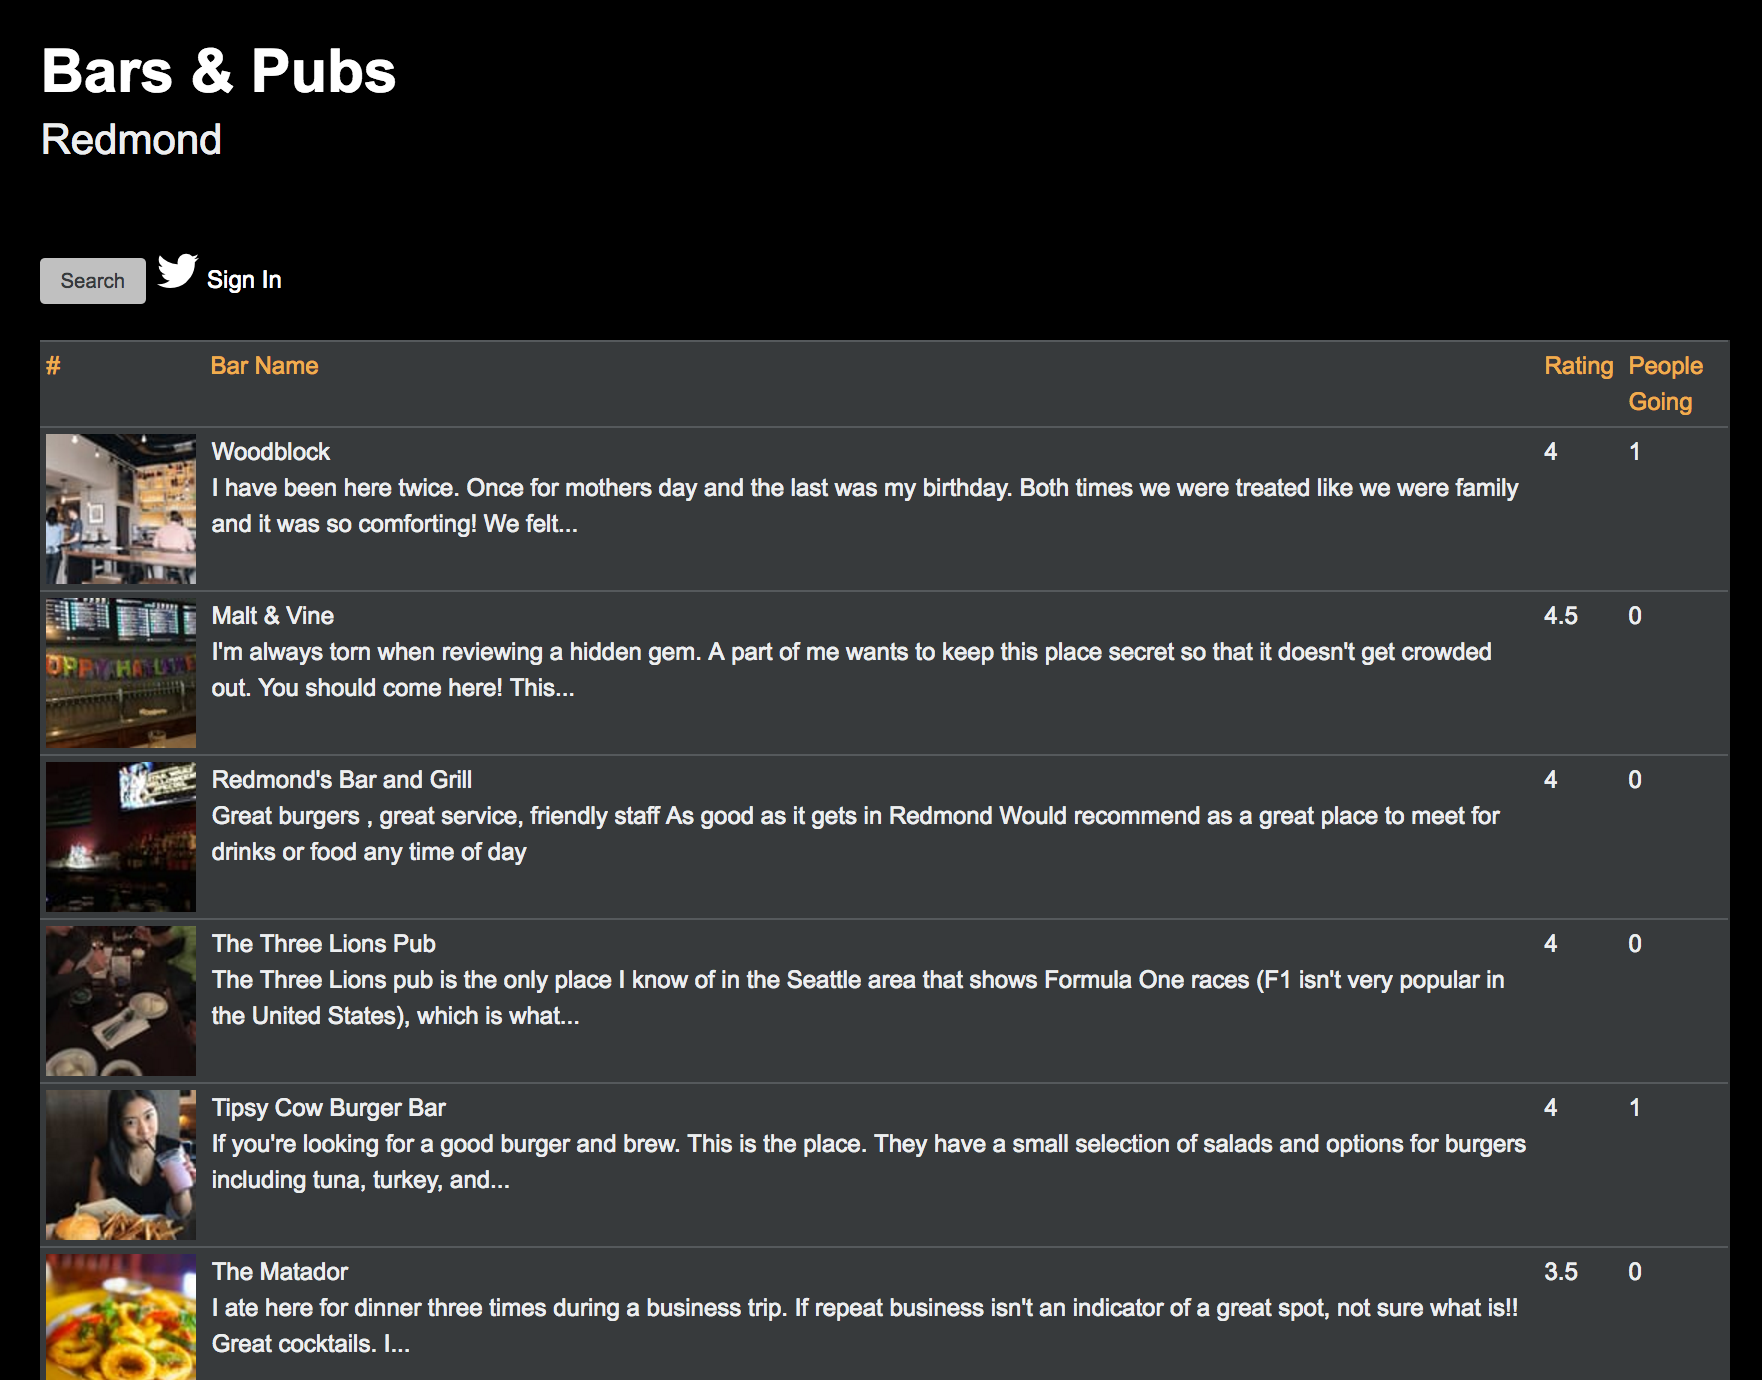 Bars & Pubs
Redmond
Search
Sign In
# Bar Name Rating People
Going
Woodblock 4 1
I have been here twice. Once for mothers day and the last was my birthday. Both times we were treated like we were family
and it was so comforting! We felt...
Malt & Vine 4.5 0
I'm always torn when reviewing a hidden gem. A part of me wants to keep this place secret so that it doesn't get crowded
out. You should come here! This...
Redmond's Bar and Grill 4 0
Great burgers , great service, friendly staff As good as it gets in Redmond Would recommend as a great place to meet for
drinks or food any time of day
The Three Lions Pub 4 0
The Three Lions pub is the only place I know of in the Seattle area that shows Formula One races (F1 isn't very popular in
the United States), which is what...
Tipsy Cow Burger Bar 4 1
If you're looking for a good burger and brew. This is the place. They have a small selection of salads and options for burgers
including tuna, turkey, and...
The Matador 3.5 0
I ate here for dinner three times during a business trip. If repeat business isn't an indicator of a great spot, not sure what is!!
Great cocktails. I...